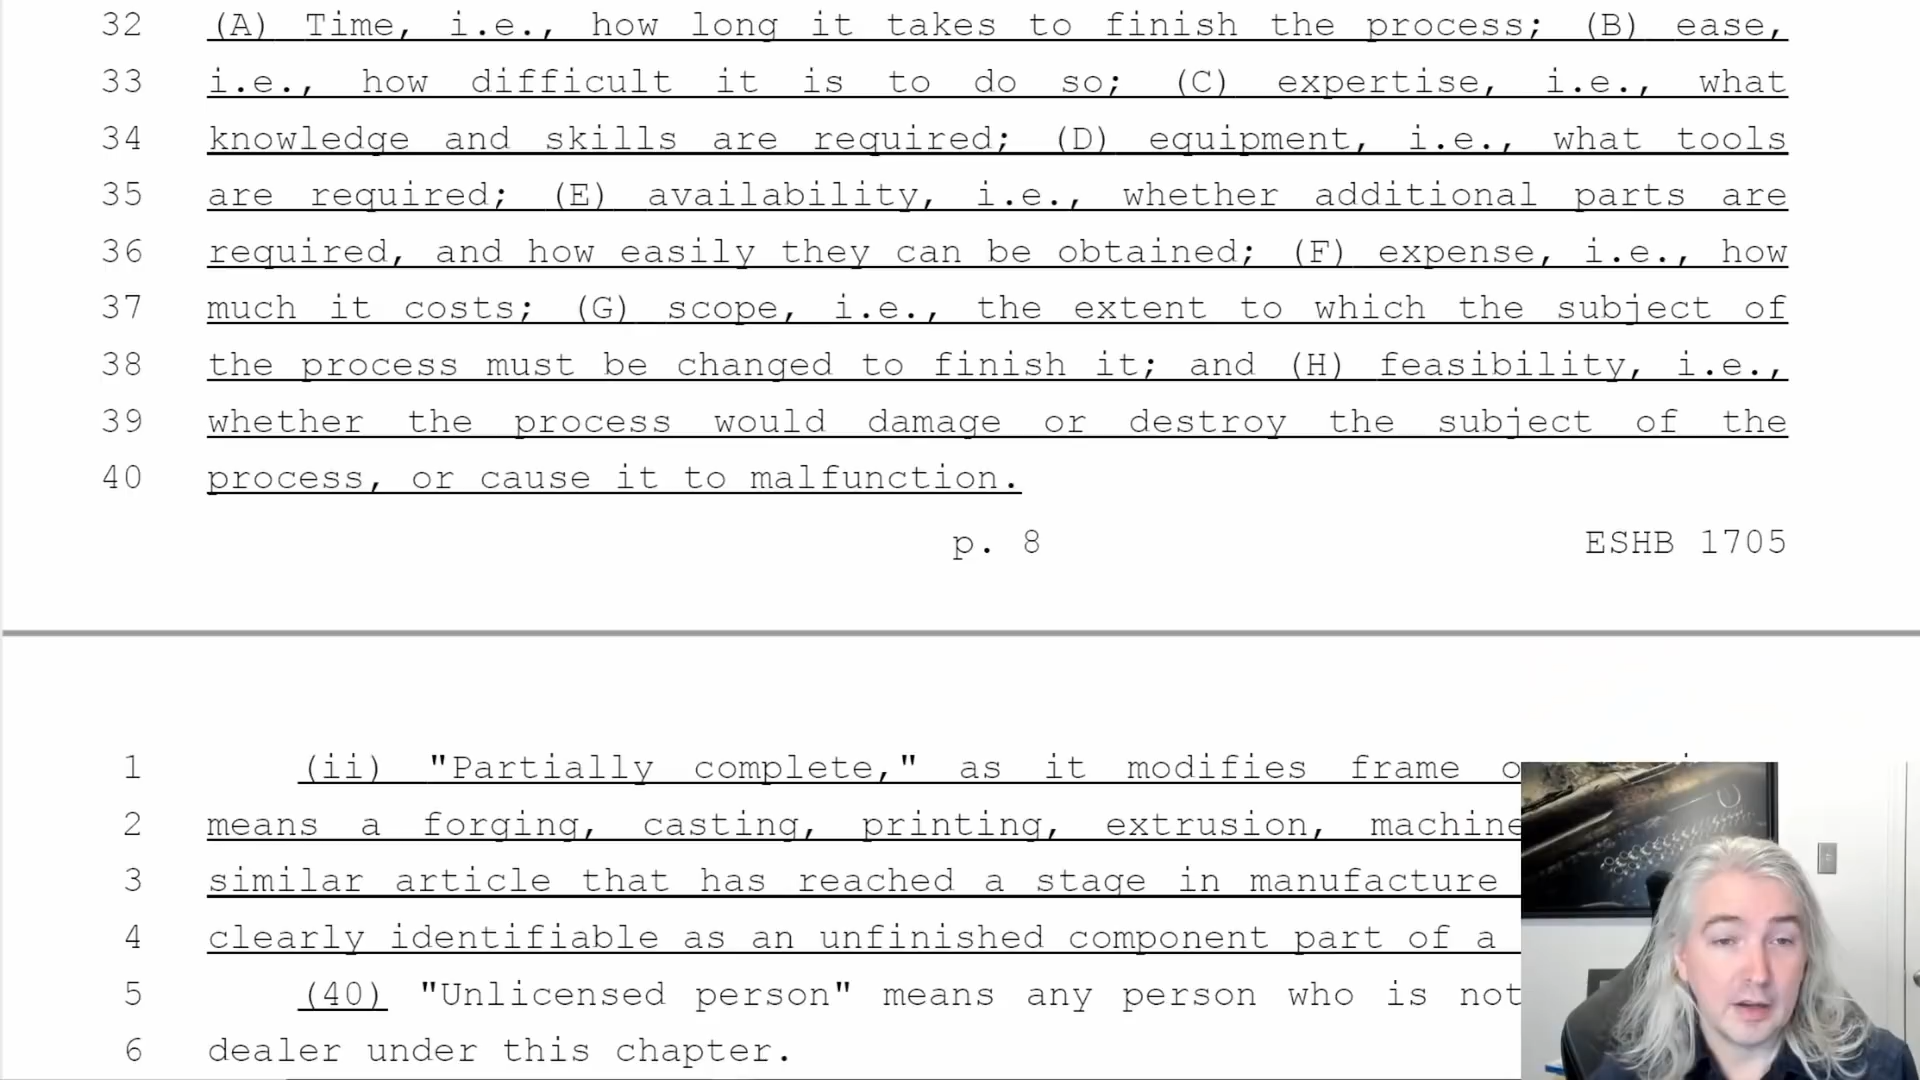 32 (A) Time, i.e., how long it takes to finish the process; (B) ease,
33 i.e., how difficult it is to do so; (C) expertise, i.e., what
34 knowledge and skills are required; (D) equipment, i.e., what tools
35 are required; (E) availability, i.e., whether additional parts are
36 required, and how easily they can be obtained; (F) expense, i.e., how
37 much it costs; (G) scope, i.e., the extent to which the subject of
38 the process must be changed to finish it; and (H) feasibility, i.e.,
39 whether the process would damage or destroy the subject of the
40 process, or cause it to malfunction.
p. 8 ESHB 1705
1 (ii) "Partially complete," as it modifies frame
2 means a forging, casting, printing, extrusion, machine
3 similar article that has reached a stage in manufacture
4 clearly identifiable as an unfinished component part of a
5 (40) "Unlicensed person" means any person who is not
6 dealer under this chapter.